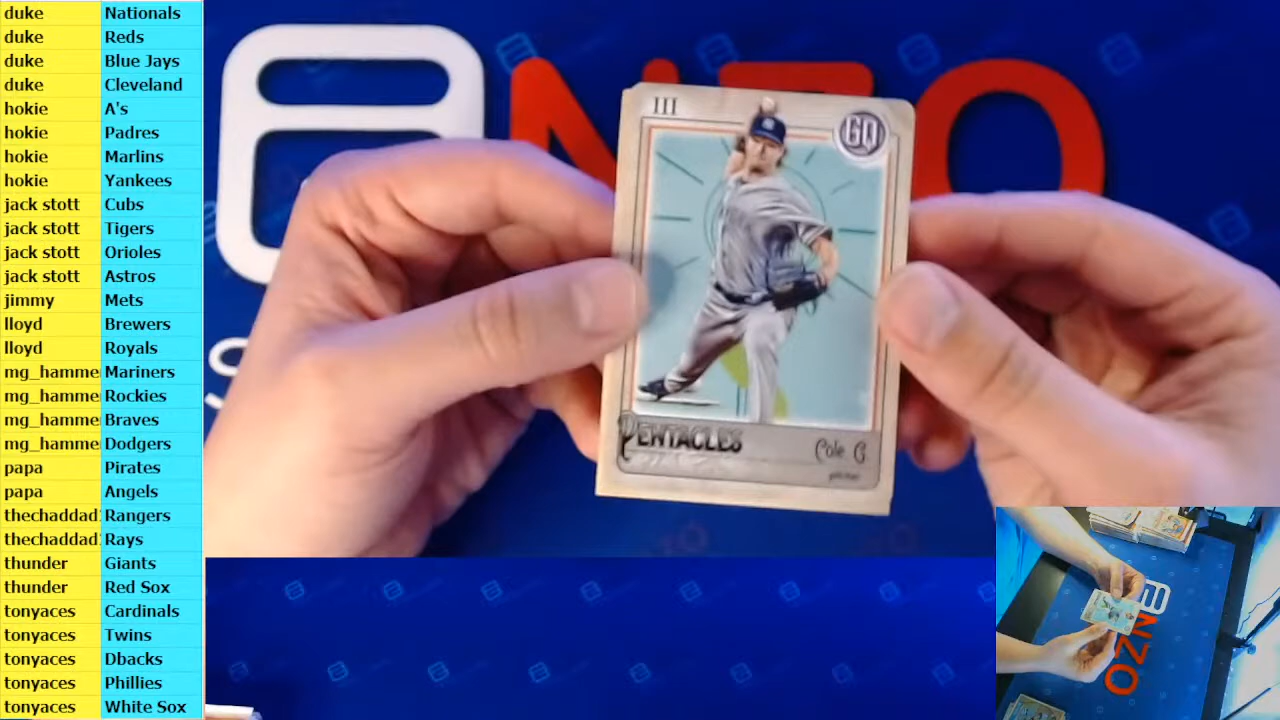 duke Nationals
duke Reds
duke Blue Jays
duke Cleveland
hokie A's
hokie Padres
hokie Marlins
hokie Yankees
jack stott Cubs
jack stott Tigers
jack stott Orioles
jack stott Astros
jimmy Mets
lloyd Brewers
lloyd Royals
mg_hamme Mariners
mg_hamme Rockies
mg_hamme Braves
mg_hamme Dodgers
papa Pirates
papa Angels
thechaddad Rangers
thechaddad Rays
thunder Giants
thunder Red Sox
tonyaces Cardinals
tonyaces Twins
tonyaces Dbacks
tonyaces Phillies
tonyaces White Sox
III
GQ
PENTACLES
Cole G
OZNO